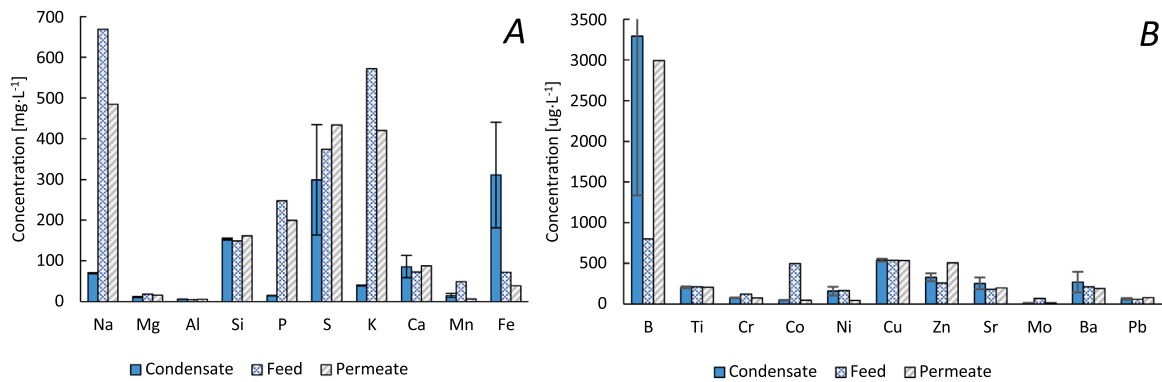 A
Concentration [mg·L⁻¹]
700
600
500
400
300
200
100
0
Na Mg Al Si P S K Ca Mn Fe
Condensate Feed Permeate
B
Concentration [ug·L⁻¹]
3500
3000
2500
2000
1500
1000
500
0
B Ti Cr Co Ni Cu Zn Sr Mo Ba Pb
Condensate Feed Permeate